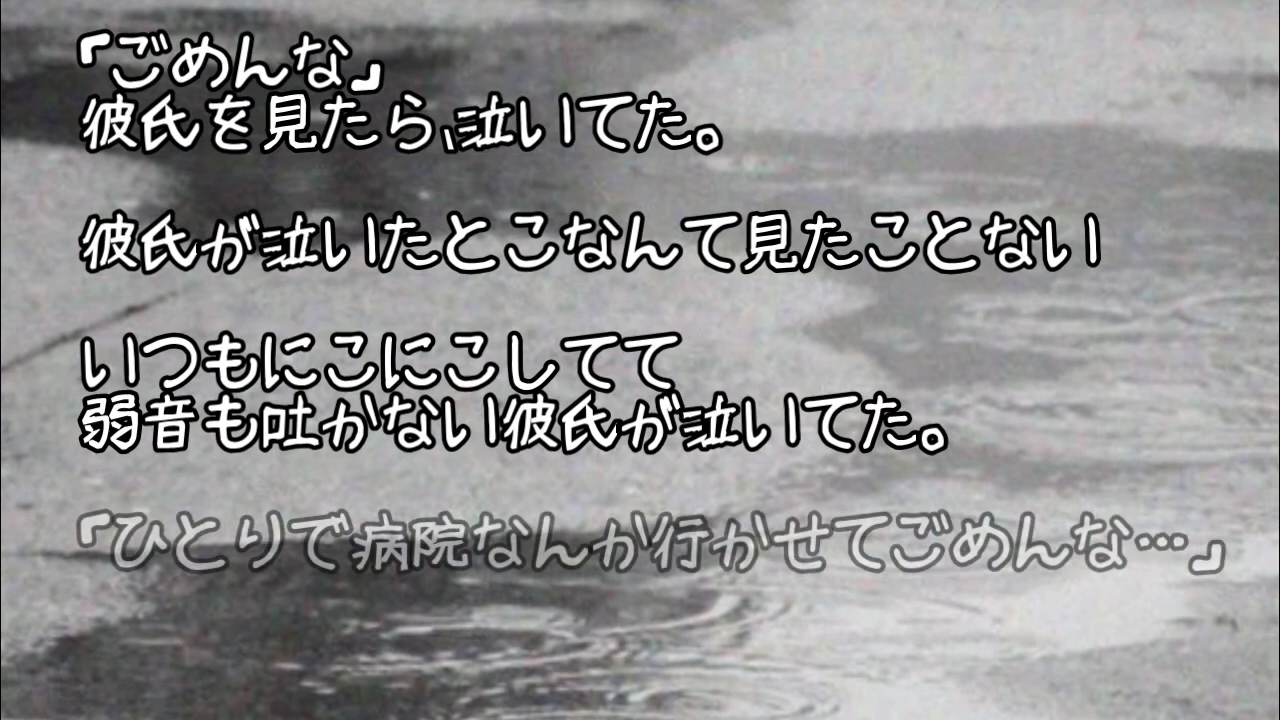 「ごめんな」
彼氏を見たら、泣いてた。
彼氏が泣いたとこなんて見たことない
いつもにこにこしてて
弱音も吐かない彼氏が泣いてた。
「ひとりで病院なんか行かせてごめんな…」